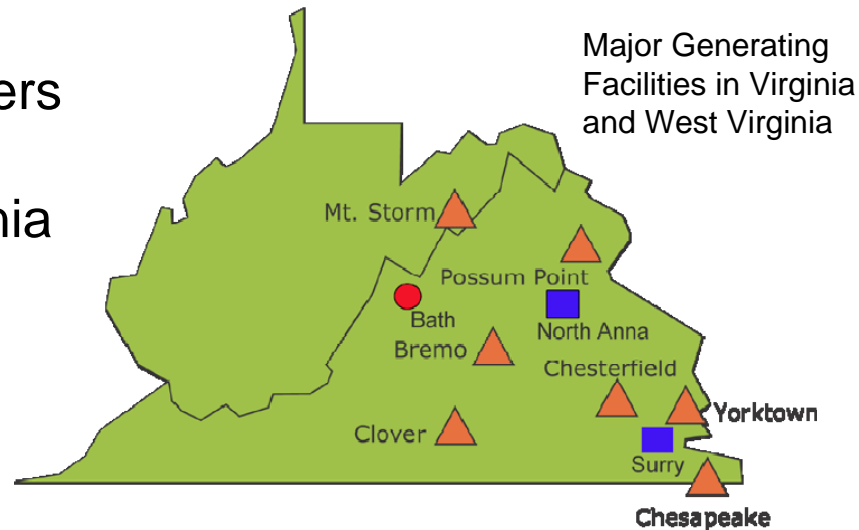 ers
nia
Major Generating
Facilities in Virginia
and West Virginia
Mt. Storm
Possum Point
Bath
North Anna
Bremo
Chesterfield
Yorktown
Clover
Surry
Chesapeake